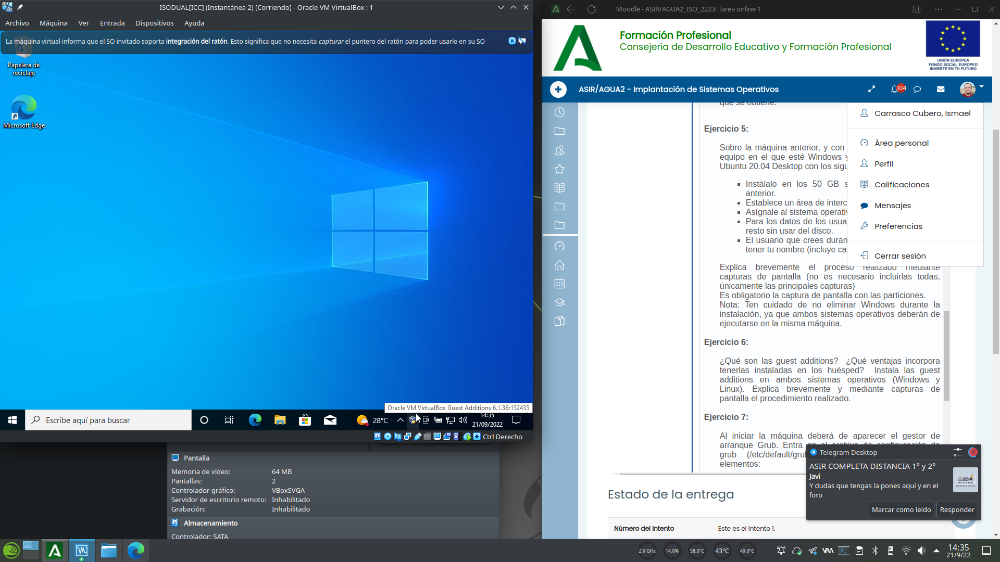 ISODUAL[ICC] (Instantánea 2) [Corriendo] - Oracle VM VirtualBox : 1
Archivo Máquina Ver Entrada Dispositivos Ayuda
La máquina virtual informa que el SO invitado soporta integración del ratón. Esto significa que no necesita capturar el puntero del ratón para poder usarlo en su SO
Papelera de
reciclaje
Microsoft Edge
Oracle VM VirtualBox Guest Additions 6.1.36r152435
Escribe aquí para buscar
28°C
14:35
21/09/2022
Ctrl Derecho
Pantalla
Memoria de vídeo: 64 MB
Pantallas: 2
Controlador gráfico: VBoxSVGA
Servidor de escritorio remoto: Inhabilitado
Grabación: Inhabilitado
Almacenamiento
Controlador: SATA
Moodle - ASIR/AGUA2_ISO_2223: Tarea online 1
Formación Profesional
Consejería de Desarrollo Educativo y Formación Profesional
UNIÓN EUROPEA
FONDO SOCIAL EUROPEO
INVIERTE EN TU FUTURO
ASIR/AGUA2 - Implantación de Sistemas Operativos
104
que se obtiene.
Carrasco Cubero, Ismael
Área personal
Perfil
Calificaciones
Mensajes
Preferencias
Cerrar sesión
Ejercicio 5:
Sobre la máquina anterior, y con
equipo en el que esté Windows y
Ubuntu 20.04 Desktop con los sigu
Instálalo en los 50 GB s
anterior.
Establece un área de interc
Asígnale al sistema operativ
Para los datos de los usua
resto sin usar del disco.
El usuario que crees duran
tener tu nombre (incluye ca
Explica brevemente el proceso realizado mediante
capturas de pantalla (no es necesario incluirlas todas,
únicamente las principales capturas)
Es obligatorio la captura de pantalla con las particiones.
Nota: Ten cuidado de no eliminar Windows durante la
instalación, ya que ambos sistemas operativos deberán de
ejecutarse en la misma máquina.
Ejercicio 6:
¿Qué son las guest additions? ¿Qué ventajas incorpora
tenerlas instaladas en los huésped? Instala las guest
additions en ambos sistemas operativos (Windows y
Linux). Explica brevemente y mediante capturas de
pantalla el procedimiento realizado.
Ejercicio 7:
Al iniciar la máquina deberá de aparecer el gestor de
arranque Grub. Entra en el archivo de configuración de
grub (/etc/default/grub
elementos:
Telegram Desktop
ASIR COMPLETA DISTANCIA 1º y 2º
Javi
Y dudas que tengas la pones aquí y en el
foro
Marcar como leído Responder
Estado de la entrega
Número del Intento Este es el intento 1.
2,9 GHz 14,0% 58,0°C 43°C 49,0°C
14:35
21/9/22